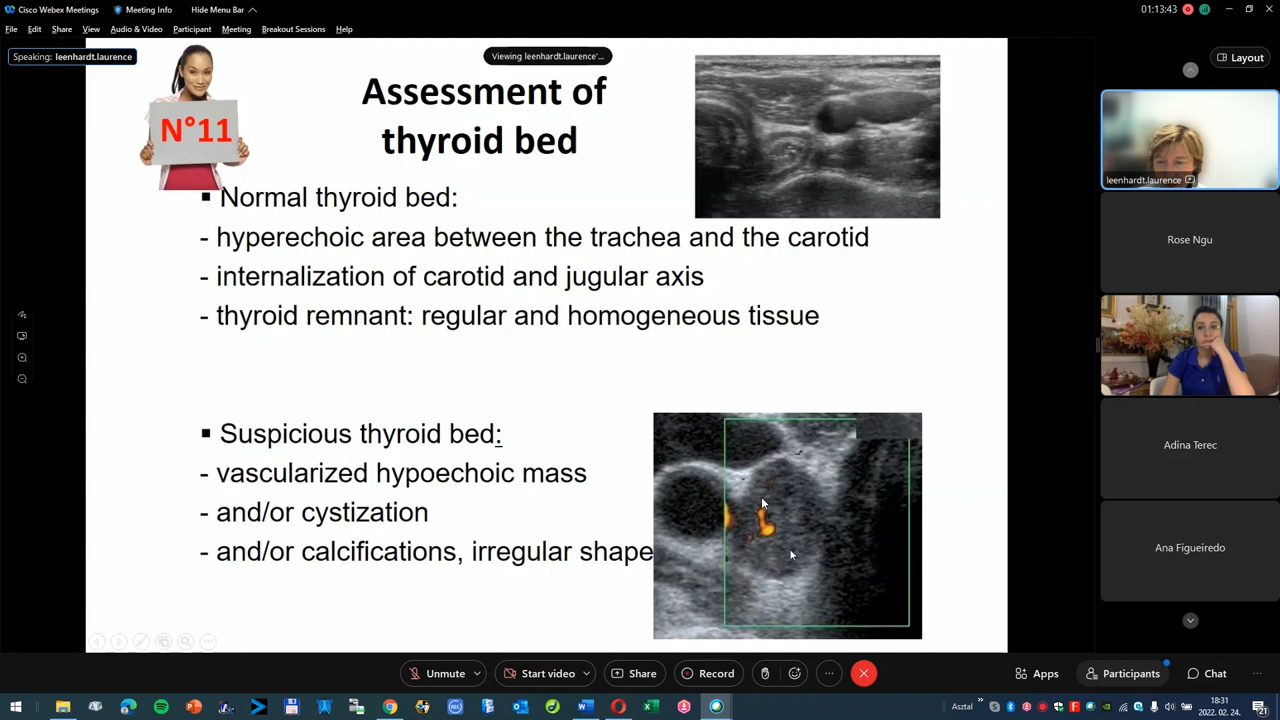 Cisco Webex Meetings
Meeting Info
Hide Menu Bar
01:13:43
File Edit Share View Audio & Video Participant Meeting Breakout Sessions Help
Speaking: leenhardt.laurence
Viewing leenhardt.laurence'...
Layout
N°11
Assessment of
thyroid bed
▪ Normal thyroid bed:
- hyperechoic area between the trachea and the carotid
- internalization of carotid and jugular axis
- thyroid remnant: regular and homogeneous tissue
▪ Suspicious thyroid bed:
- vascularized hypoechoic mass
- and/or cystization
- and/or calcifications, irregular shape
leenhardt.laurence
Rose Ngu
Adina Terec
Ana Figueiredo
Unmute
Start video
Share
Record
Apps
Participants
Chat
Asztal
18:31
2022. 02. 24.